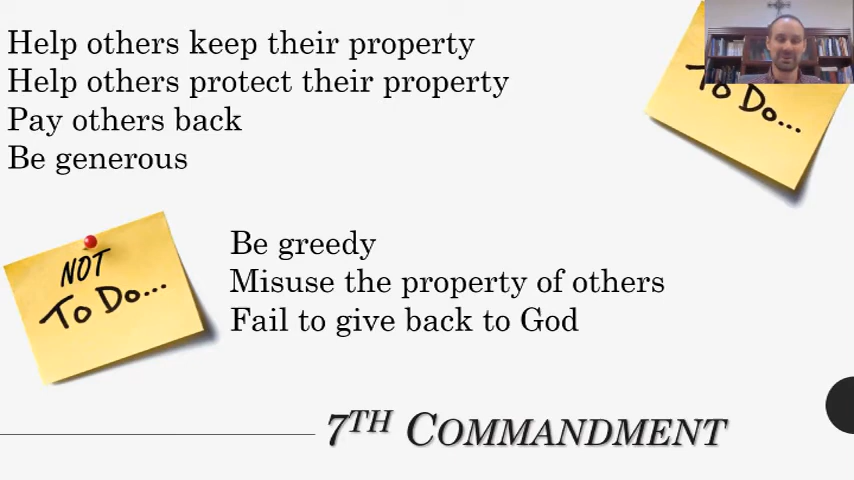 Help others keep their property
Help others protect their property
Pay others back
Be generous
To Do...
NOT
To Do...
Be greedy
Misuse the property of others
Fail to give back to God
7TH COMMANDMENT